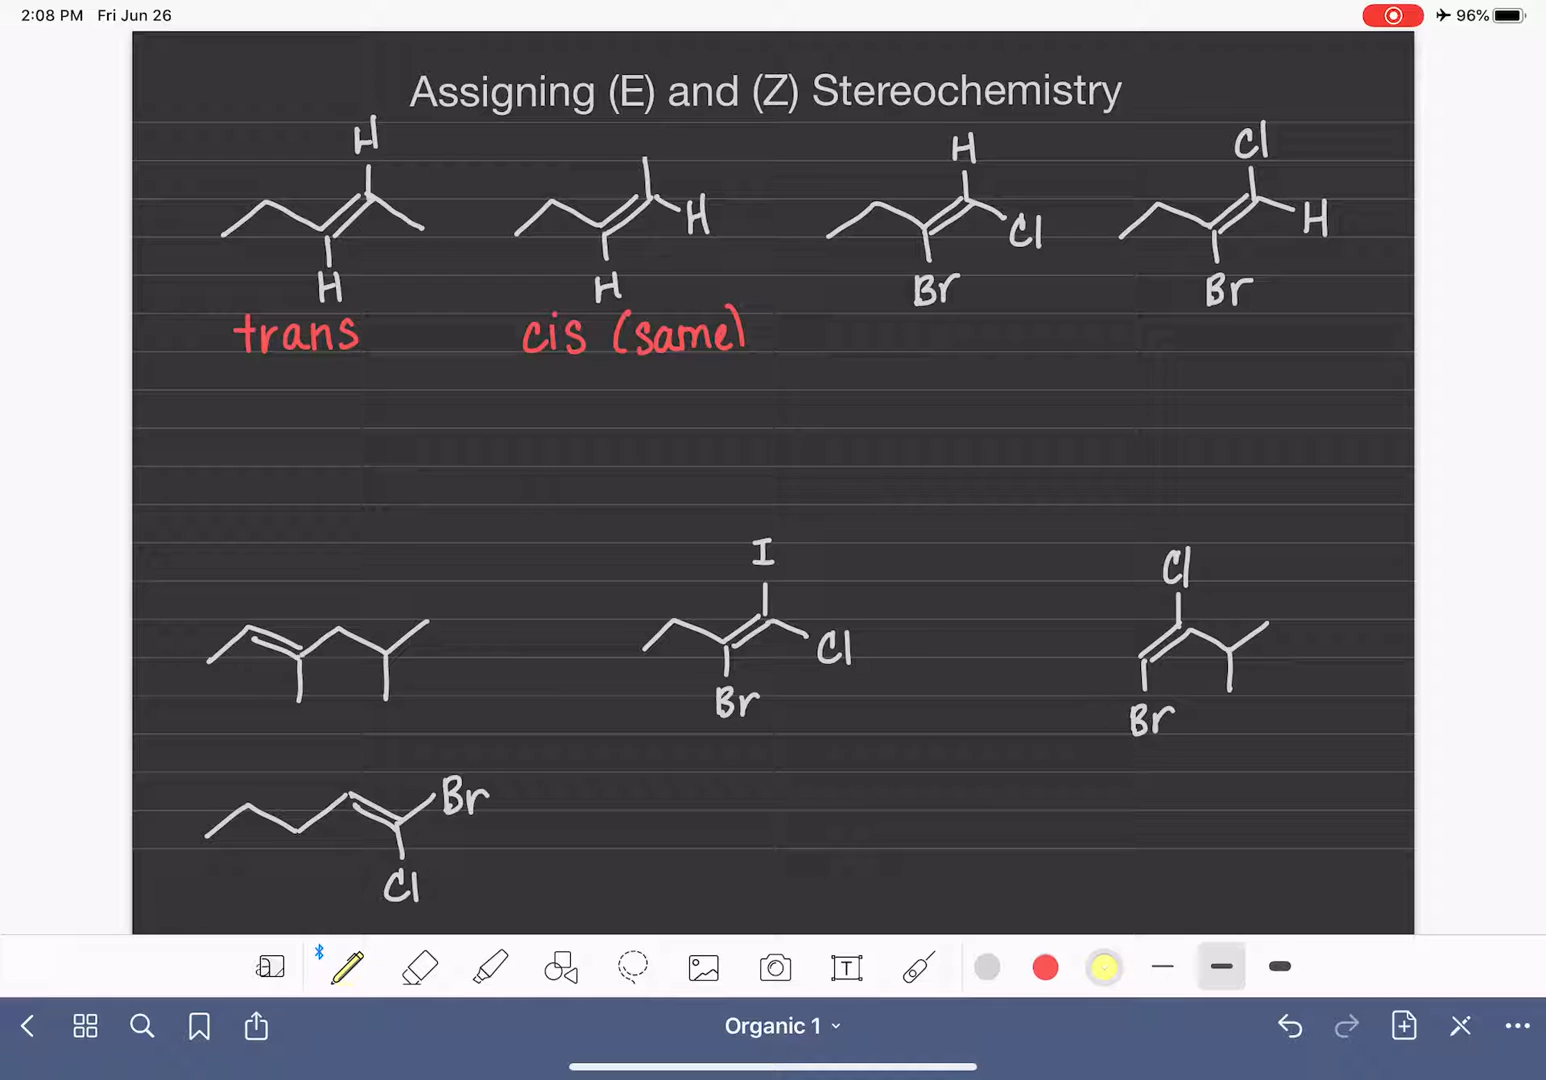 2:08 PM Fri Jun 26
96%
Assigning (E) and (Z) Stereochemistry
H
H
trans
H
H
cis (same)
H
Cl
Br
Cl
H
Br
I
Cl
Br
Cl
Br
Br
Cl
T
Organic 1